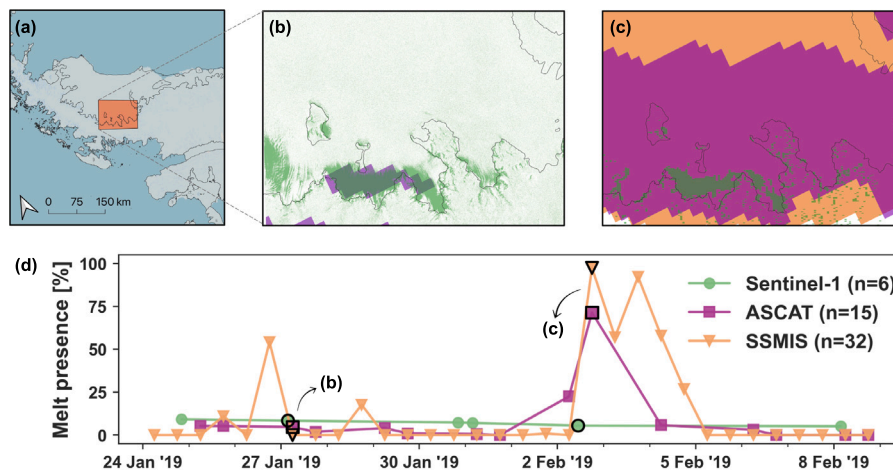 (a)
(b)
(c)
0 75 150 km
(d)
Melt presence [%]
100
75
50
25
0
Sentinel-1 (n=6)
ASCAT (n=15)
SSMIS (n=32)
(b)
(c)
24 Jan '19
27 Jan '19
30 Jan '19
2 Feb '19
5 Feb '19
8 Feb '19